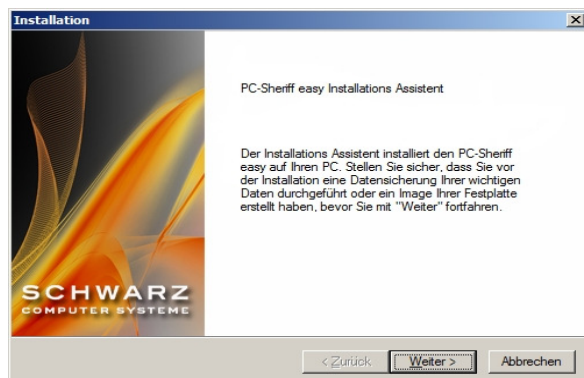 Installation
PC-Sheriff easy Installations Assistent
Der Installations Assistent installiert den PC-Sheriff
easy auf Ihren PC. Stellen Sie sicher, dass Sie vor
der Installation eine Datensicherung Ihrer wichtigen
Daten durchgeführt oder ein Image Ihrer Festplatte
erstellt haben, bevor Sie mit "Weiter" fortfahren.
SCHWARZ
COMPUTER SYSTEME
< Zurück Weiter > Abbrechen